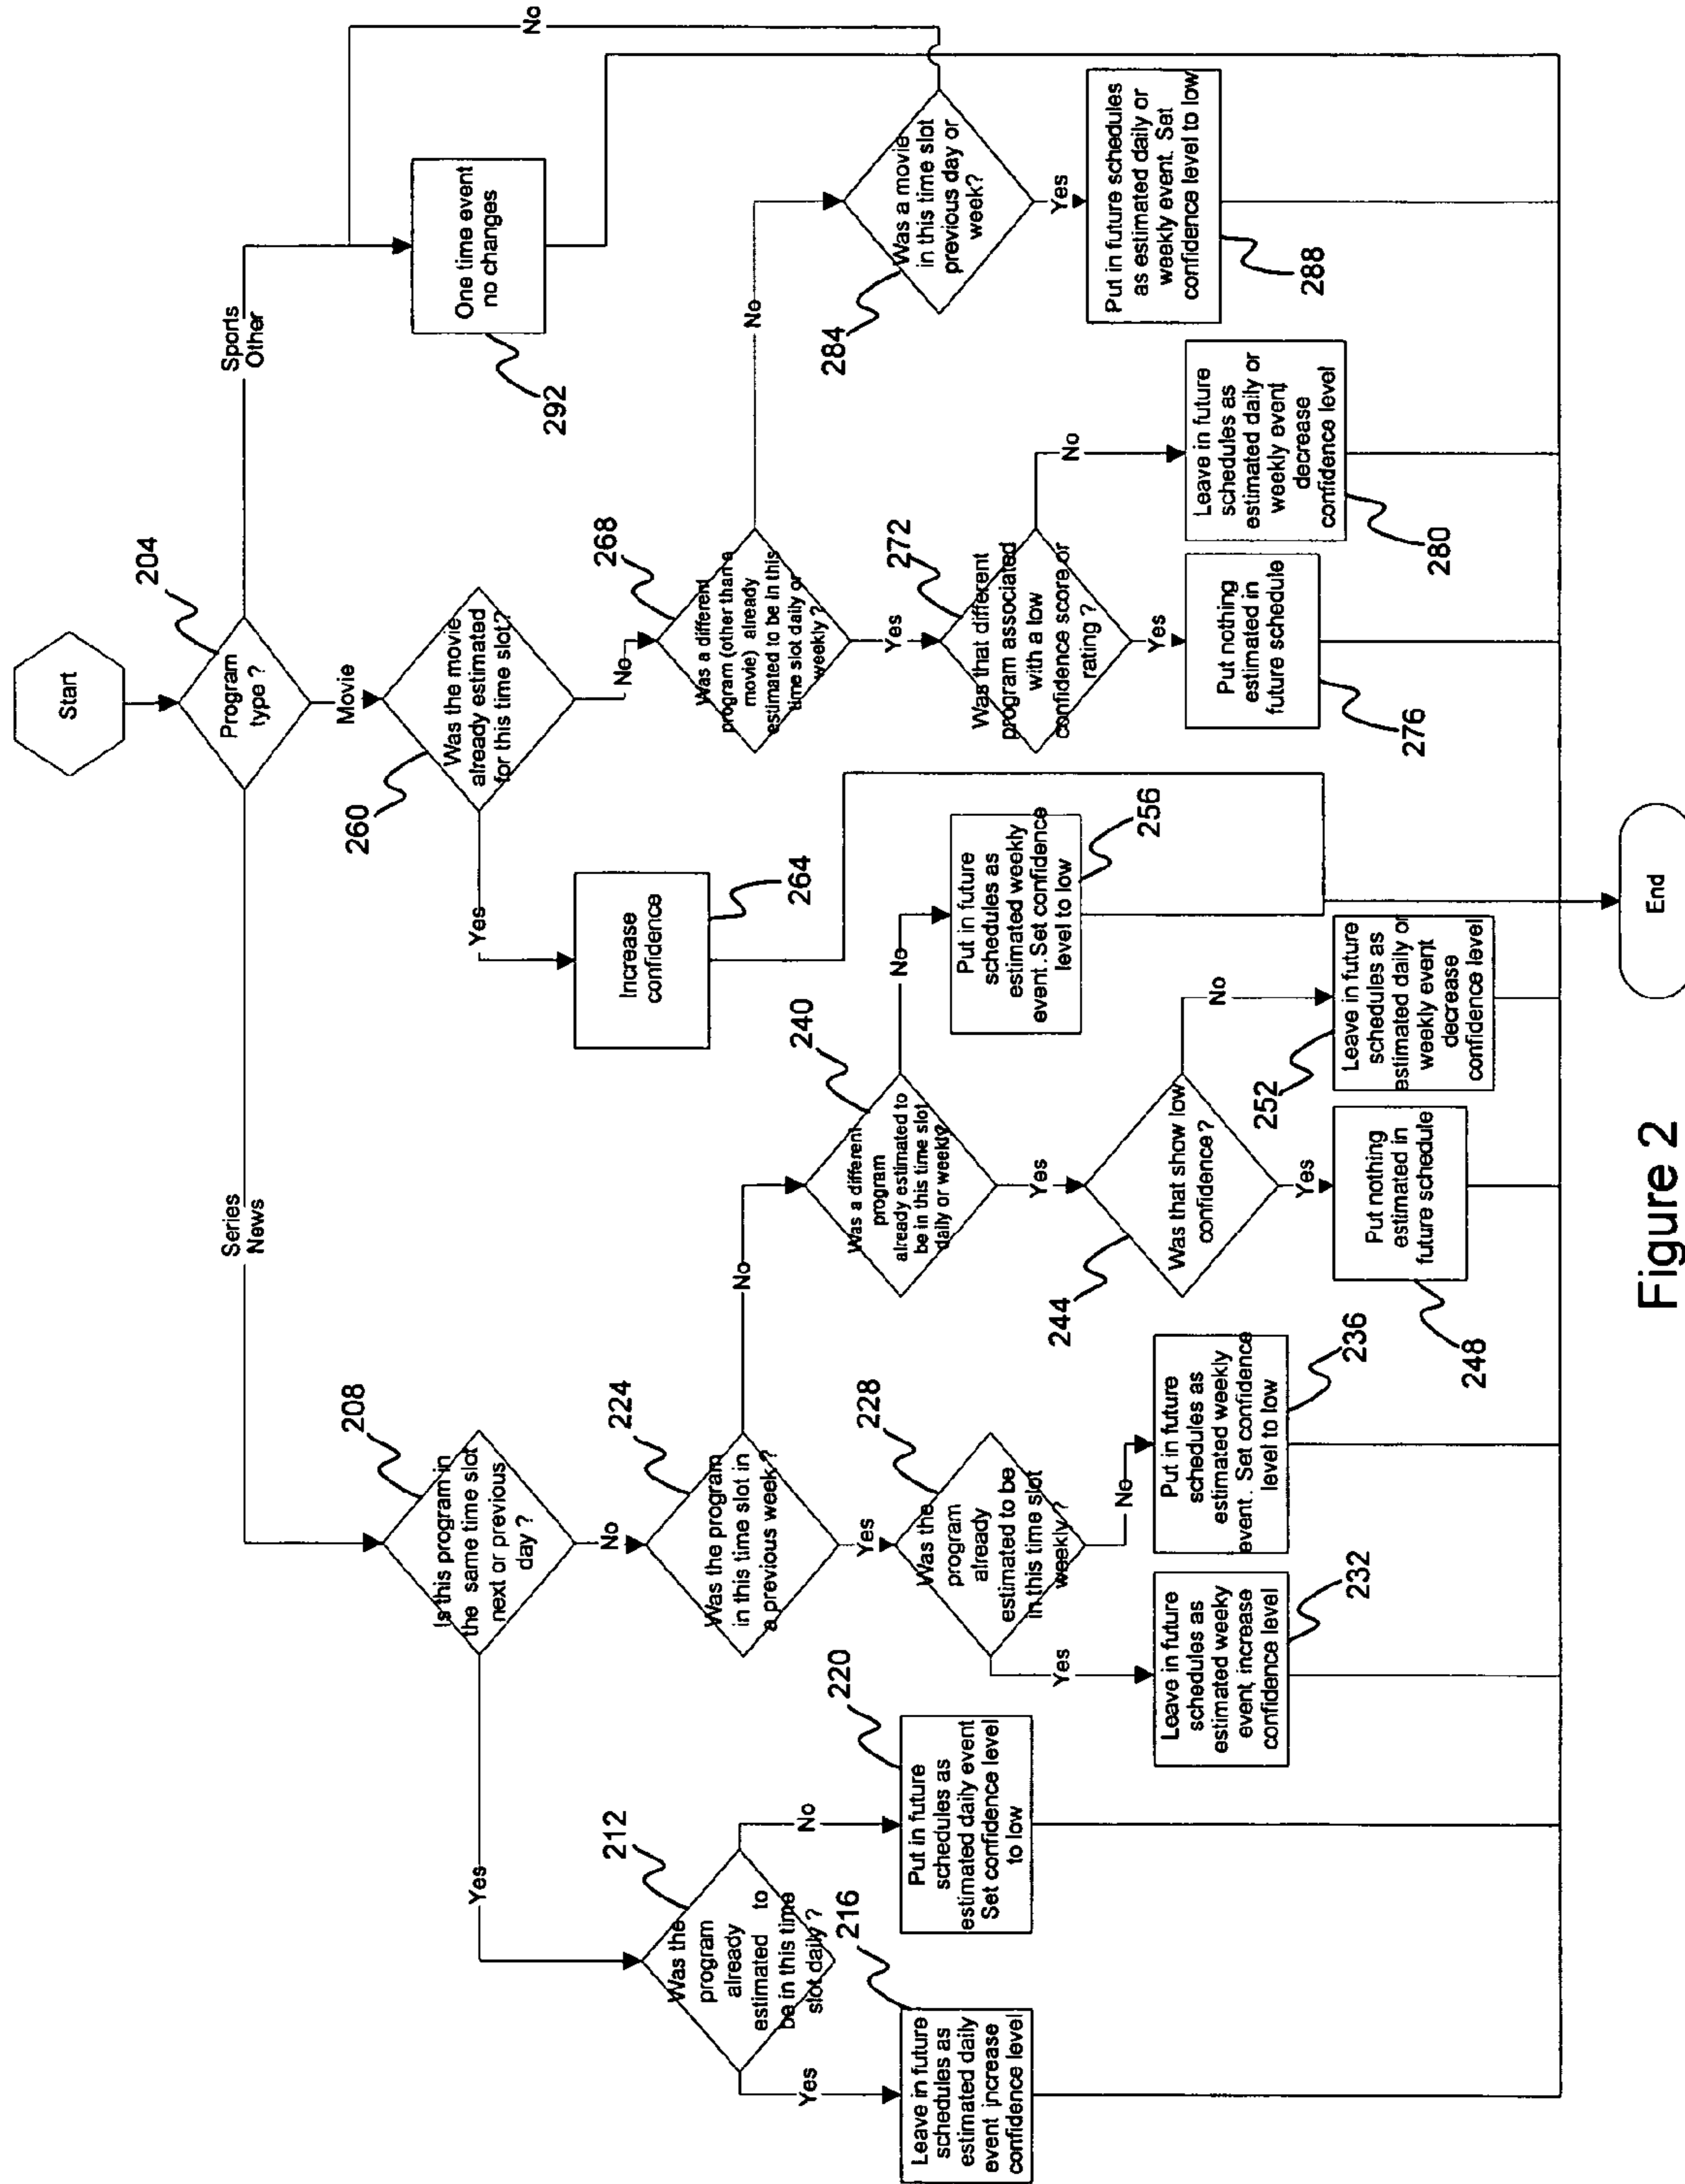 Start
204
Program
type ?
Series
News
Movie
Sports
Other
208
Is this program in
the same time slot
next or previous
day ?
Yes
No
260
Was the movie
already estimated
for this time slot?
Yes
No
One time event
no changes
292
No
212
Was the
program
already
estimated to
be in this time
slot daily ?
Yes
No
224
Was the program
in this time slot in
a previous week ?
Yes
No
Increase
confidence
264
268
Was a different
program (other than a
movie) already
estimated to be in this
time slot daily or
weekly ?
Yes
No
216
Leave in future
schedules as
estimated daily
event increase
confidence level
220
Put in future
schedules as
estimated daily event
Set confidence level
to low
228
Was the
program
already
estimated to be
in this time slot
weekly ?
Yes
No
240
Was a different
program
already estimated to
be in this time slot
daily or weekly?
Yes
No
Put in future
schedules as
estimated weekly
event. Set confidence
level to low
256
272
Was that different
program associated
with a low
confidence score or
rating ?
Yes
No
284
Was a movie
in this time slot
previous day or
week?
Yes
Leave in future
schedules as
estimated weeky
event, increase
confidence level
232
Put in future
schedules as
estimated weekly
event. Set confidence
level to low
236
244
Was that show low
confidence?
Yes
No
Put nothing
estimated in
future schedule
276
Leave in future
schedules as
estimated daily or
weekly event
decrease
confidence level
280
Put in future schedules
as estimated daily or
weekly event. Set
confidence level to low
288
Put nothing
estimated in
future schedule
248
252
Leave in future
schedules as
estimated daily or
weekly event
decrease
confidence level
End
Figure 2